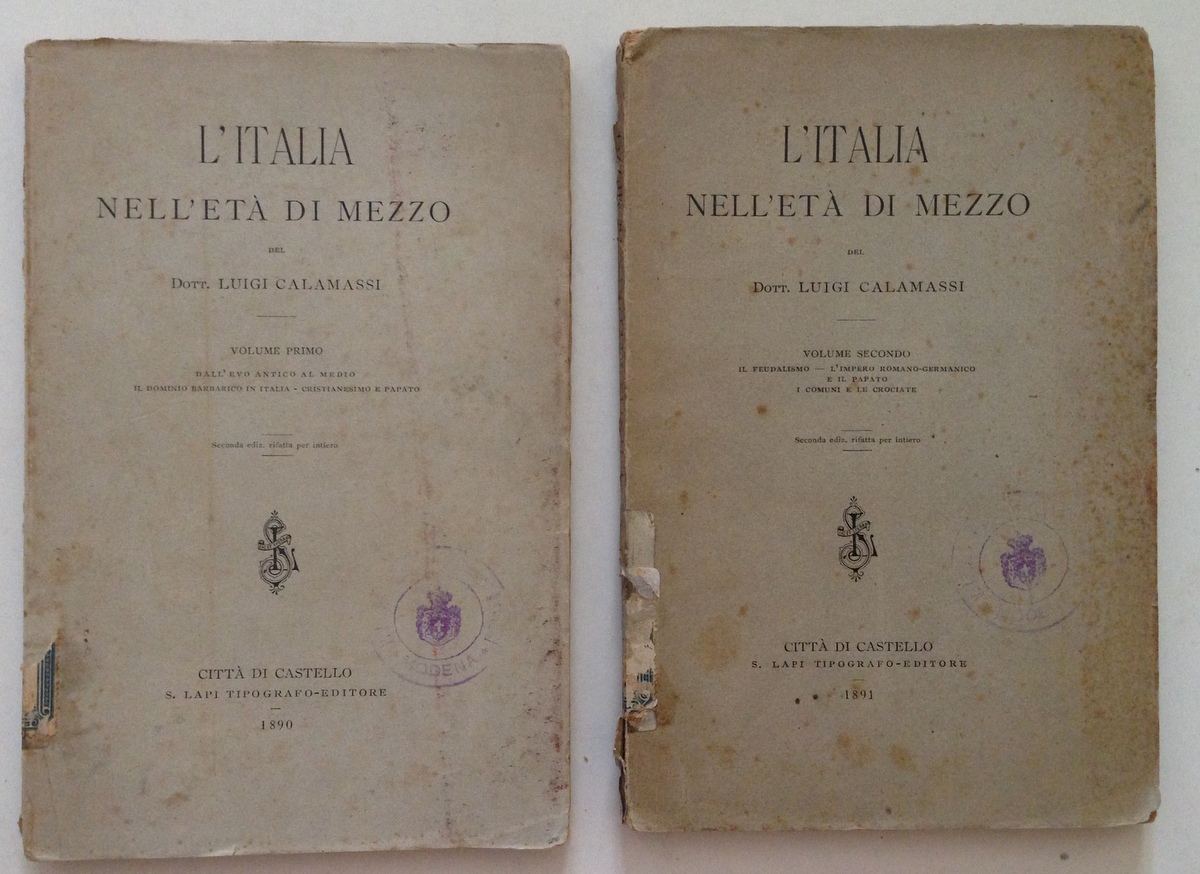 L'ITALIA
NELL'ETÀ DI MEZZO
DEL
DOTT. LUIGI CALAMASSI
VOLUME PRIMO
DALL'EVO ANTICO AL MEDIO
IL DOMINIO BARBARICO IN ITALIA - CRISTIANESIMO E PAPATO
Seconda ediz. rifatta per intiero
MODENA
CITTÀ DI CASTELLO
S. LAPI TIPOGRAFO-EDITORE
1890
L'ITALIA
NELL'ETÀ DI MEZZO
DEL
DOTT. LUIGI CALAMASSI
VOLUME SECONDO
IL FEUDALISMO — L'IMPERO ROMANO-GERMANICO
E IL PAPATO
I COMUNI E LE CROCIATE
Seconda ediz. rifatta per intiero
CITTÀ DI CASTELLO
S. LAPI TIPOGRAFO-EDITORE
1891